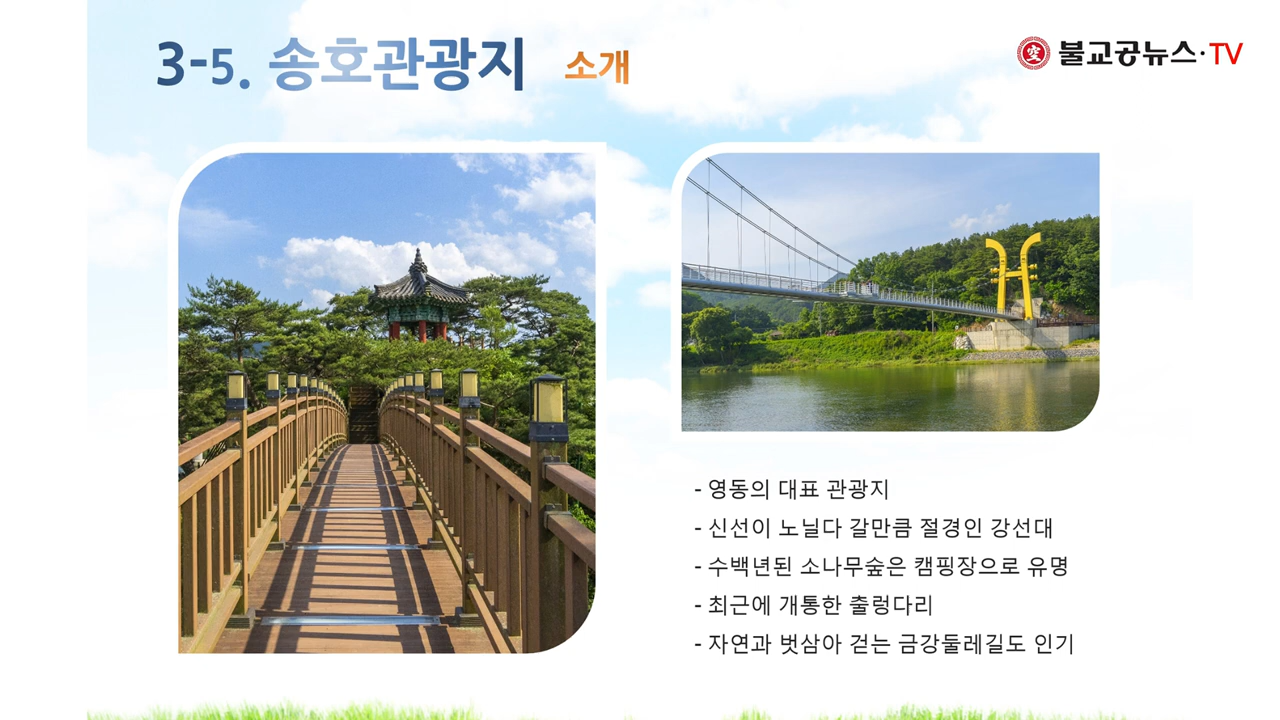 3-5. 송호관광지 소개
空 불교공뉴스·TV
- 영동의 대표 관광지
- 신선이 노닐다 갈만큼 절경인 강선대
- 수백년된 소나무숲은 캠핑장으로 유명
- 최근에 개통한 출렁다리
- 자연과 벗삼아 걷는 금강둘레길도 인기